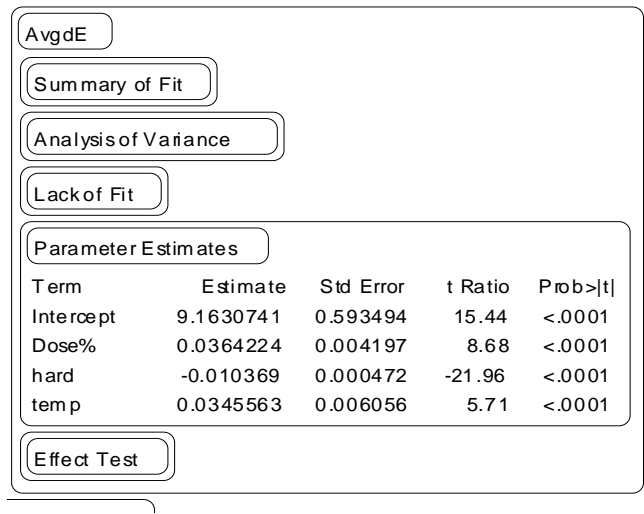 AvgdE
Summary of Fit
Analysis of Variance
Lack of Fit
Parameter Estimates
Term Estimate Std Error t Ratio Prob>|t|
Intercept 9.1630741 0.593494 15.44 <.0001
Dose% 0.0364224 0.004197 8.68 <.0001
hard -0.010369 0.000472 -21.96 <.0001
temp 0.0345563 0.006056 5.71 <.0001
Effect Test